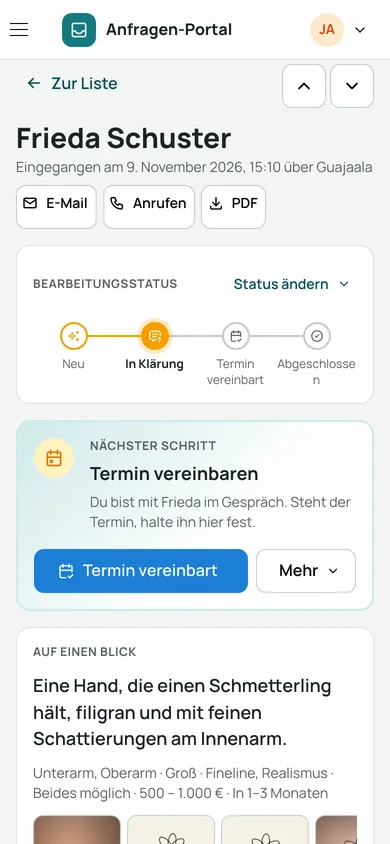 Anfragen-Portal
JA
Zur Liste
Frieda Schuster
Eingegangen am 9. November 2026, 15:10 über Guajaala
E-Mail
Anrufen
PDF
BEARBEITUNGSSTATUS
Status ändern
Neu
In Klärung
Termin
vereinbart
Abgeschlosse
n
NÄCHSTER SCHRITT
Termin vereinbaren
Du bist mit Frieda im Gespräch. Steht der
Termin, halte ihn hier fest.
Termin vereinbart
Mehr
AUF EINEN BLICK
Eine Hand, die einen Schmetterling
hält, filigran und mit feinen
Schattierungen am Innenarm.
Unterarm, Oberarm · Groß · Fineline, Realismus ·
Beides möglich · 500 – 1.000 € · In 1–3 Monaten